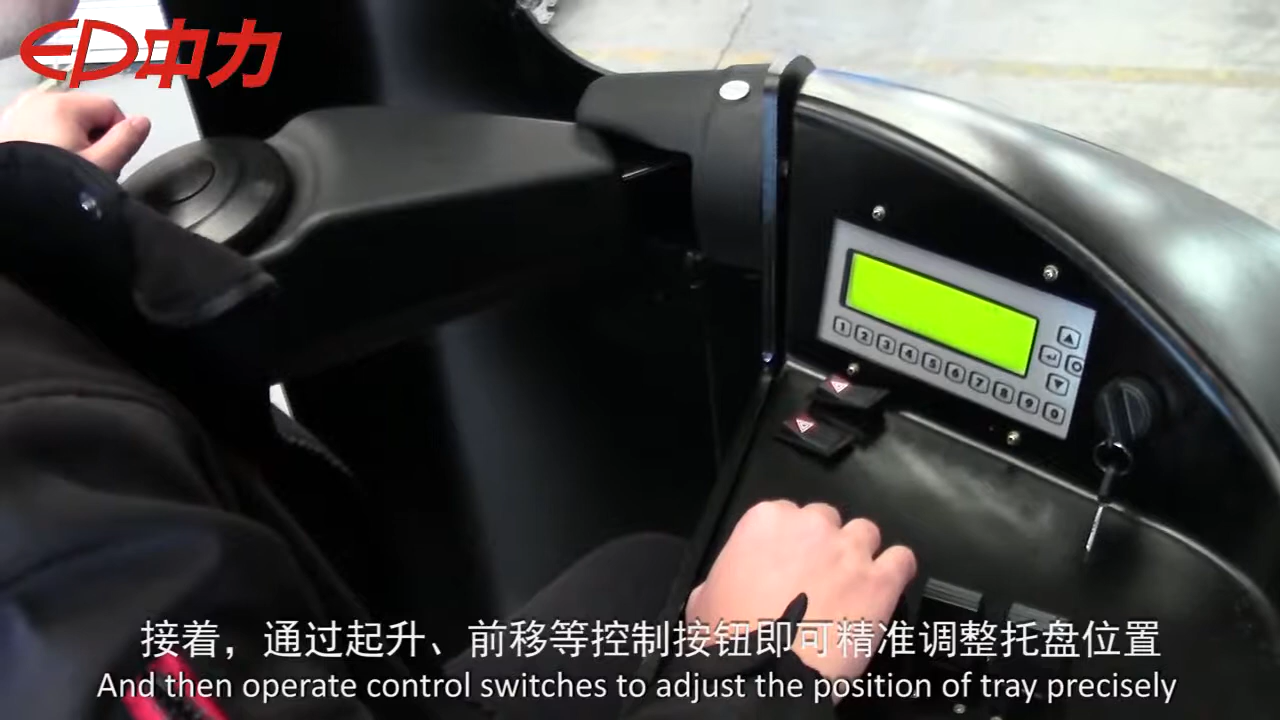 EP中力
1 2 3 4 5 6 7 8 9 0
接着，通过起升、前移等控制按钮即可精准调整托盘位置
And then operate control switches to adjust the position of tray precisely